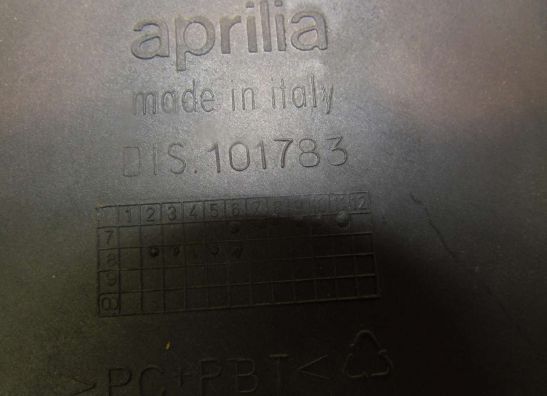 aprilia
made in italy
DIS.101783
1 2 3 4 5 6 7 8 9 10 11 12
7
8
9
0
>PC+PBT<